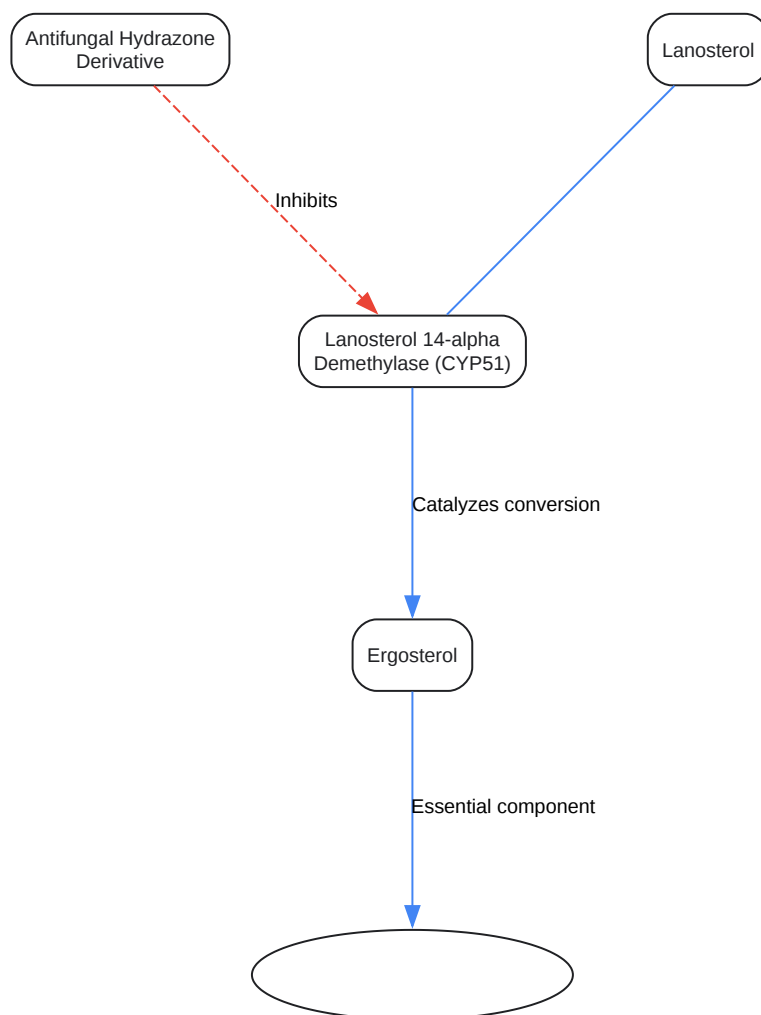 Antifungal Hydrazone
Derivative
Lanosterol
Inhibits
Lanosterol 14-alpha
Demethylase (CYP51)
Catalyzes conversion
Ergosterol
Essential component